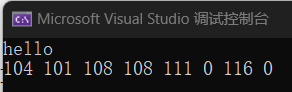 Microsoft Visual Studio 调试控制台
hello
104 101 108 108 111 0 116 0